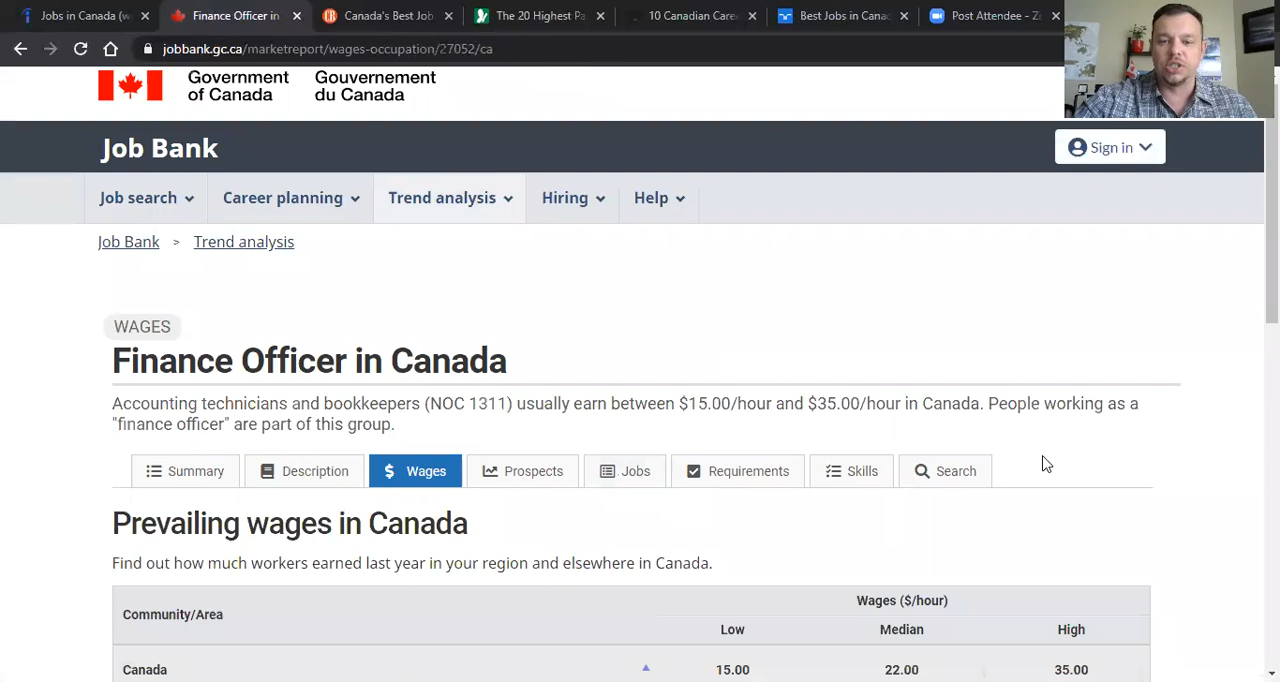 Jobs in Canada (w
Finance Officer in
Canada's Best Job
The 20 Highest Pa
10 Canadian Care
Best Jobs in Canad
Post Attendee - Z
jobbank.gc.ca/marketreport/wages-occupation/27052/ca
Government Gouvernement
of Canada du Canada
Job Bank
Sign in
Job search Career planning Trend analysis Hiring Help
Job Bank > Trend analysis
WAGES
Finance Officer in Canada
Accounting technicians and bookkeepers (NOC 1311) usually earn between $15.00/hour and $35.00/hour in Canada. People working as a
"finance officer" are part of this group.
Summary Description $ Wages Prospects Jobs Requirements Skills Search
Prevailing wages in Canada
Find out how much workers earned last year in your region and elsewhere in Canada.
Community/Area
Wages ($/hour)
Low Median High
Canada 15.00 22.00 35.00